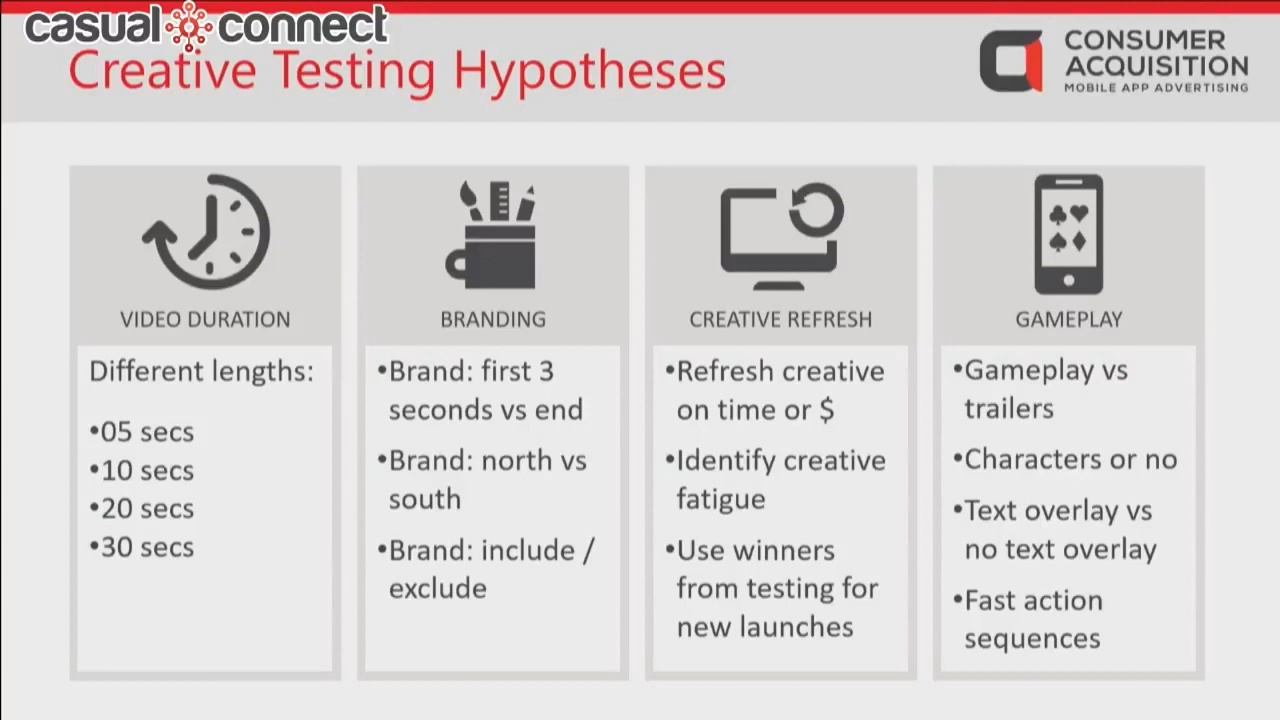 casual connect
Creative Testing Hypotheses
CONSUMER
ACQUISITION
MOBILE APP ADVERTISING
VIDEO DURATION
Different lengths:
•05 secs
•10 secs
•20 secs
•30 secs
BRANDING
•Brand: first 3
seconds vs end
•Brand: north vs
south
•Brand: include /
exclude
CREATIVE REFRESH
•Refresh creative
on time or $
•Identify creative
fatigue
•Use winners
from testing for
new launches
GAMEPLAY
•Gameplay vs
trailers
•Characters or no
•Text overlay vs
no text overlay
•Fast action
sequences